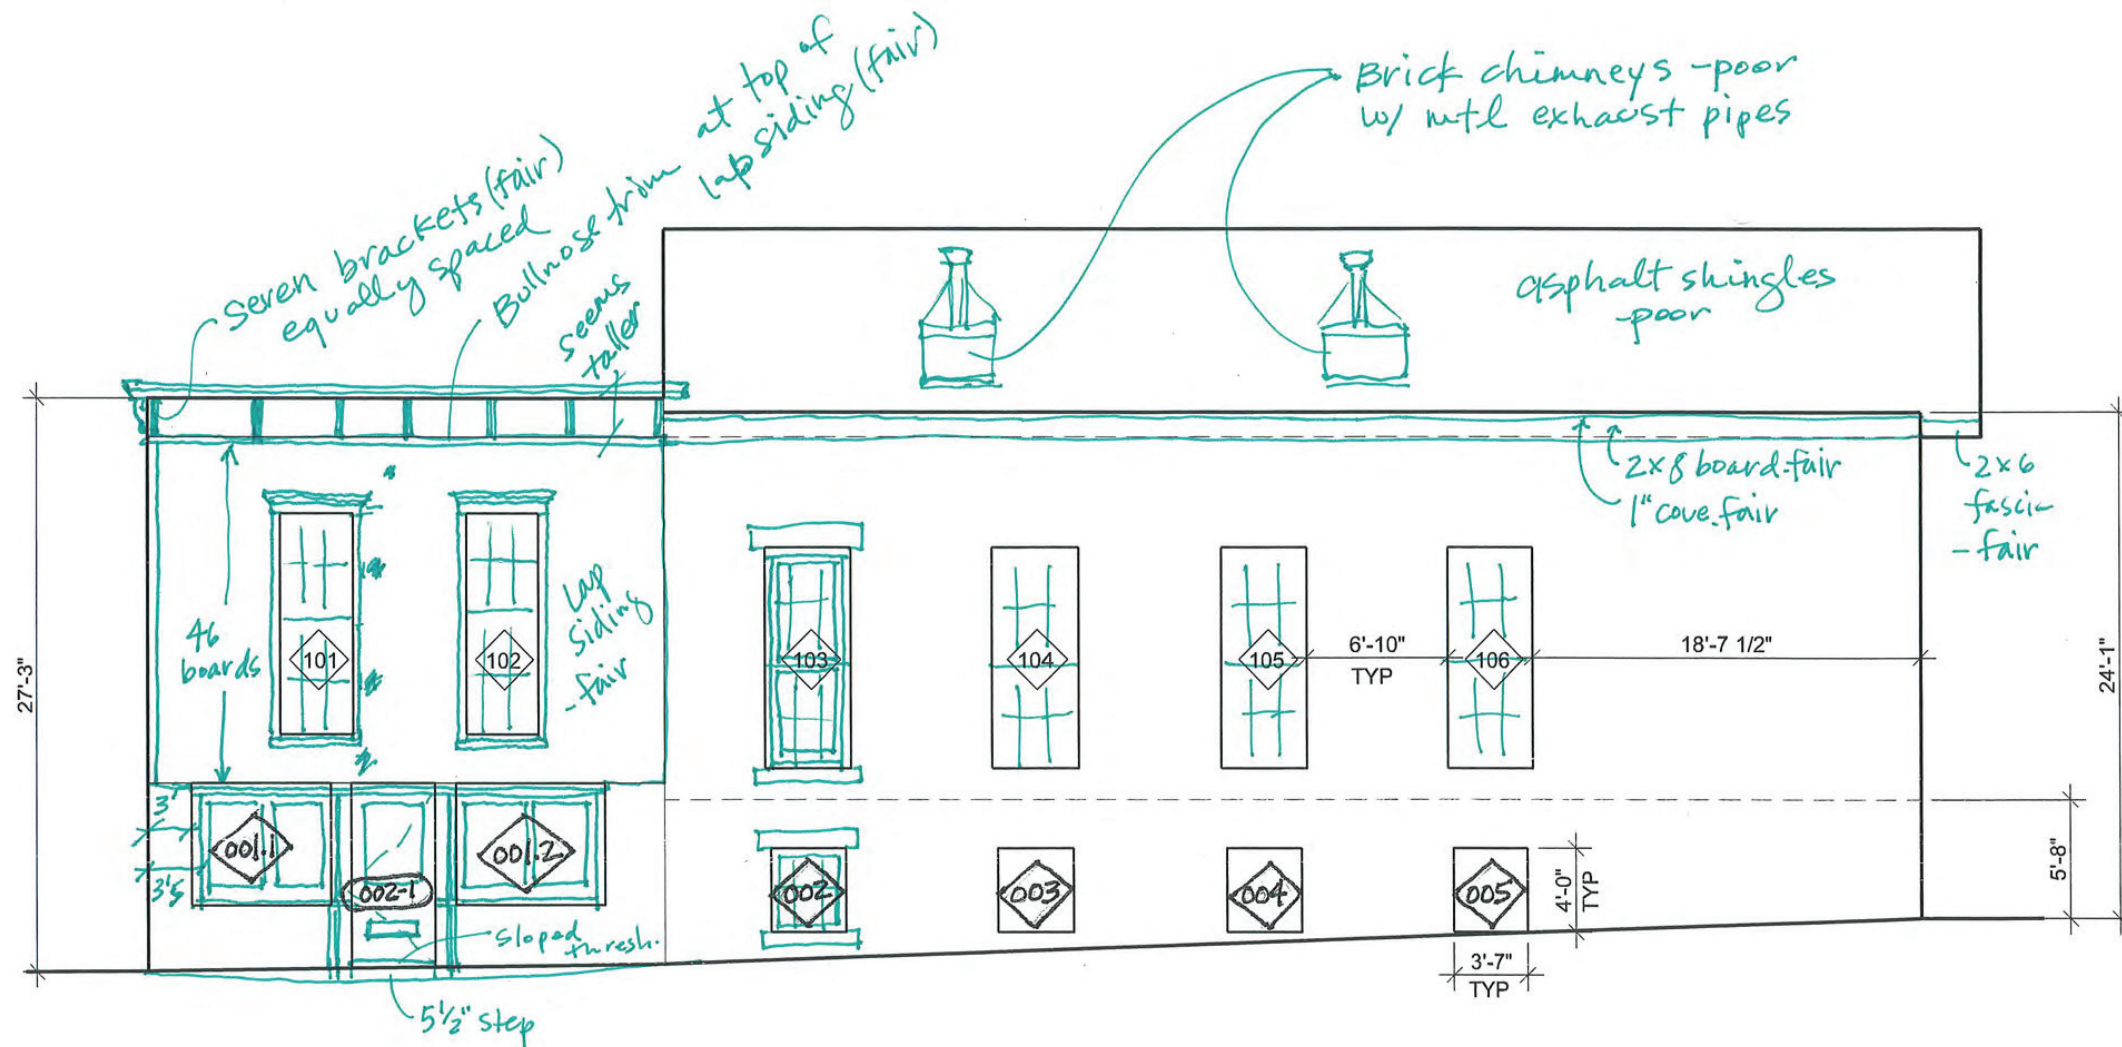 seven brackets (fair)
equally spaced
Bullnose trim at top of
lap siding (fair)
seems
taller
Brick chimneys - poor
w/ mtl exhaust pipes
asphalt shingles
-poor
2x8 board.fair
1" cove.fair
2x6
fascia
- fair
27'-3"
46
boards
101
102
Lap
siding
- fair
103
104
105
6'-10"
TYP
106
18'-7 1/2"
24'-1"
3'
3'5
001.1
002-1
001.2
sloped
thresh.
5 1/2" step
002
003
004
005
4'-0"
TYP
3'-7"
TYP
5'-8"